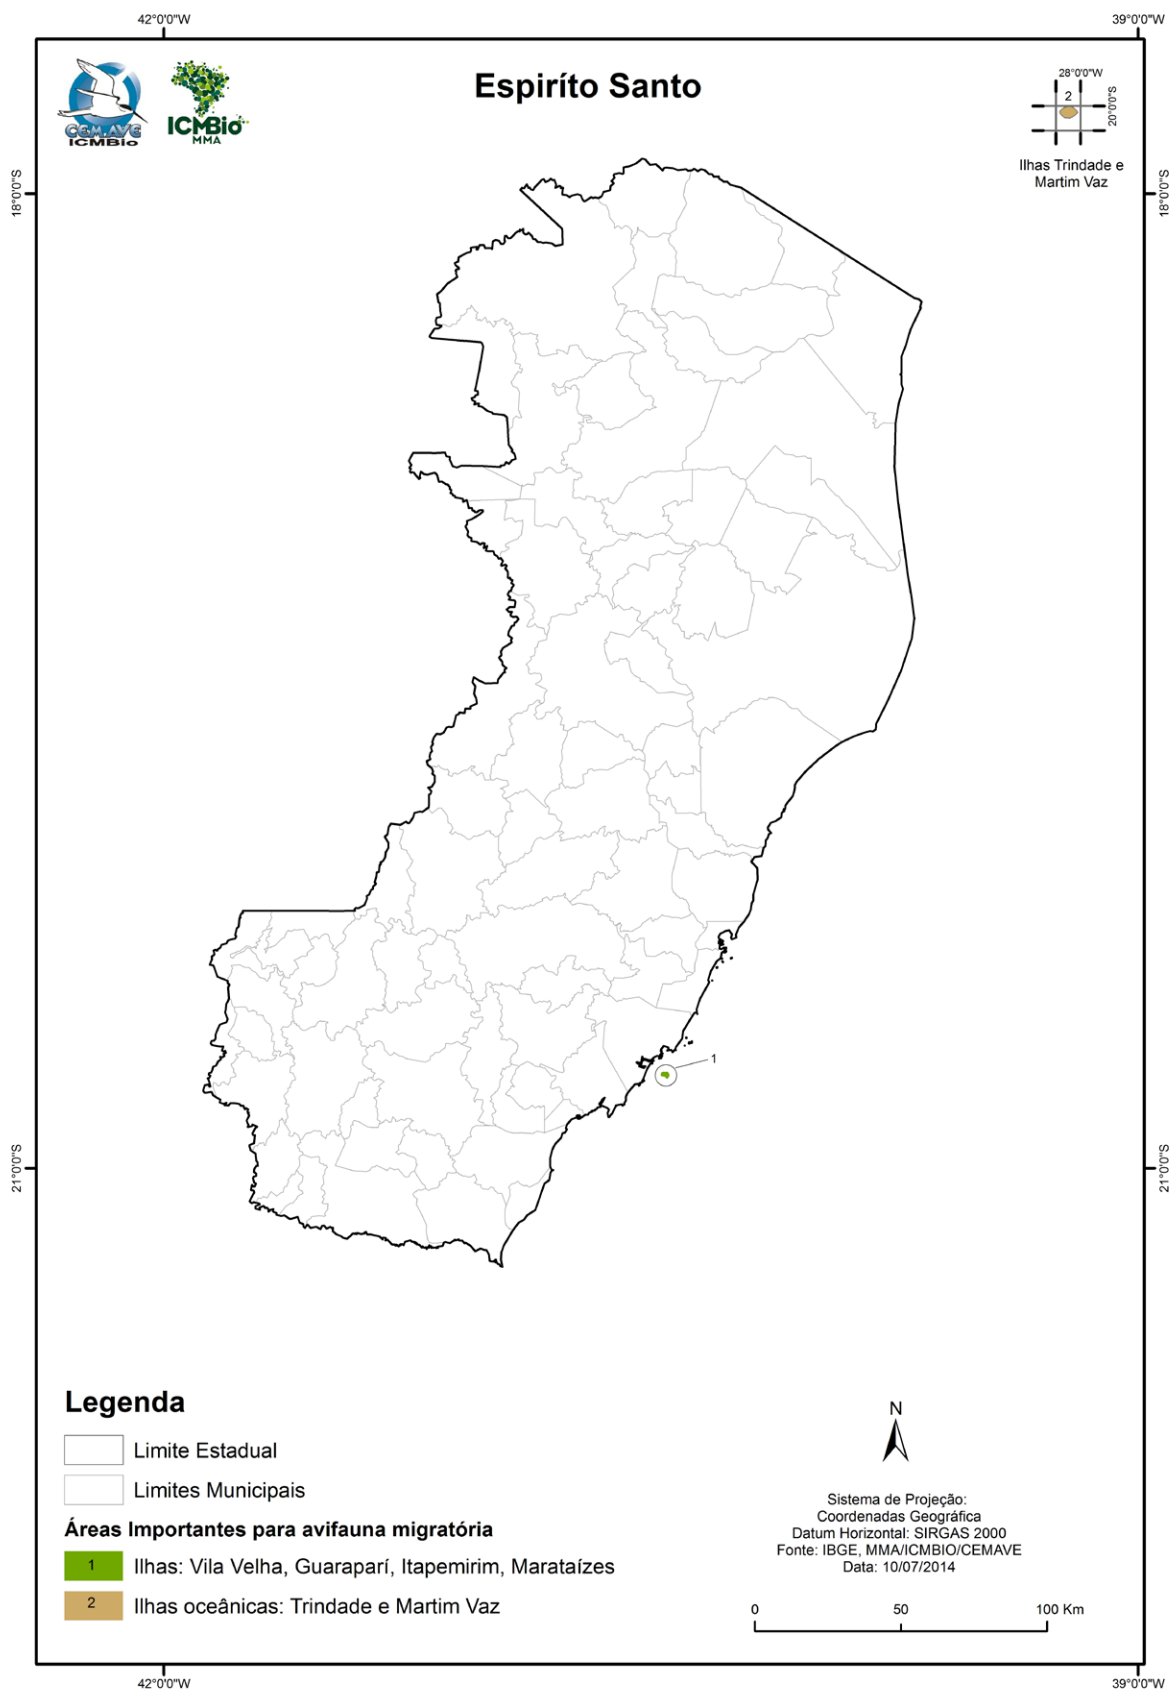 42°0'0"W
39°0'0"W
CEMAVE
ICMBio
ICMBio
MMA
Espiríto Santo
28°0'0"W
2
20°0'0"S
Ilhas Trindade e
Martim Vaz
18°0'0"S
18°0'0"S
1
21°0'0"S
21°0'0"S
Legenda
Limite Estadual
Limites Municipais
Áreas Importantes para avifauna migratória
1 Ilhas: Vila Velha, Guaraparí, Itapemirim, Marataízes
2 Ilhas oceânicas: Trindade e Martim Vaz
N
Sistema de Projeção:
Coordenadas Geográfica
Datum Horizontal: SIRGAS 2000
Fonte: IBGE, MMA/ICMBIO/CEMAVE
Data: 10/07/2014
0 50 100 Km
42°0'0"W
39°0'0"W